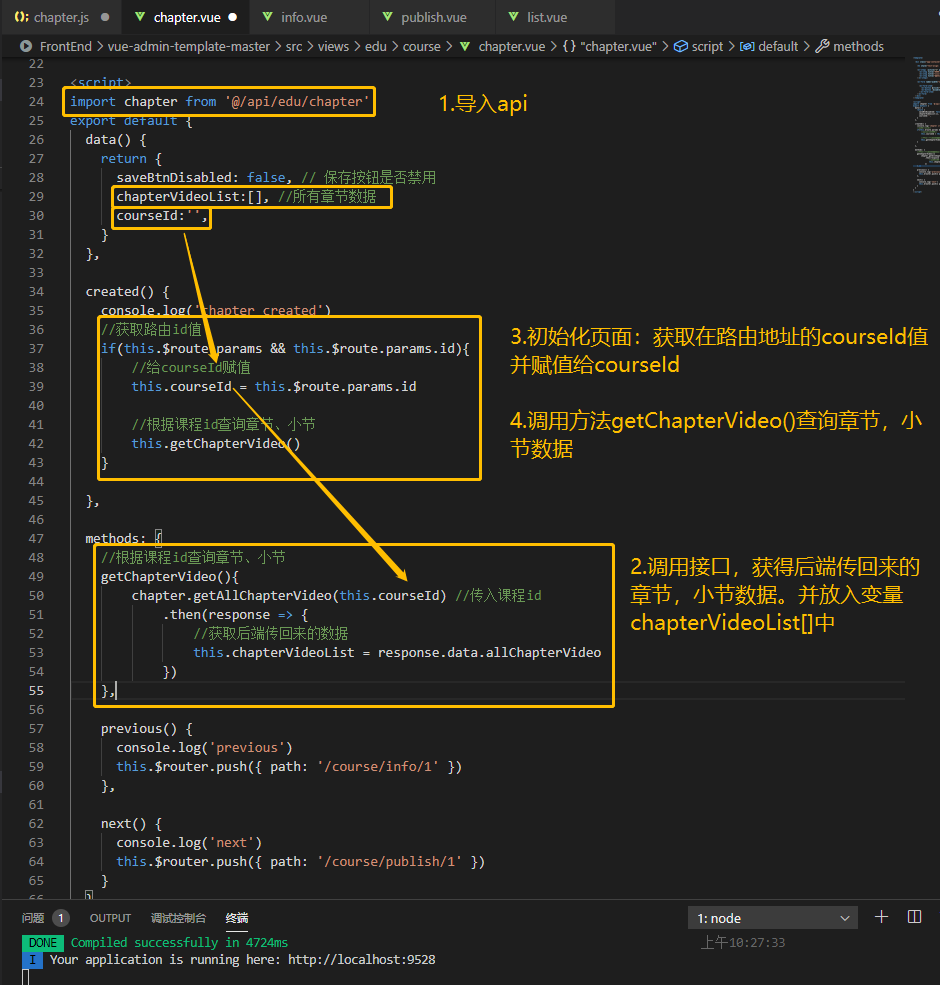 chapter.js
chapter.vue
info.vue
publish.vue
list.vue
FrontEnd > vue-admin-template-master > src > views > edu > course > chapter.vue > {} "chapter.vue" > script > default > methods
22
23 <script>
24 import chapter from '@/api/edu/chapter'
1.导入api
25 export default {
26 data() {
27 return {
28 saveBtnDisabled: false, // 保存按钮是否禁用
29 chapterVideoList:[], //所有章节数据
30 courseId:'',
31 }
32 },
33
34 created() {
35 console.log('chapter created')
36 //获取路由id值
37 if(this.$route.params && this.$route.params.id){
38 //给courseId赋值
39 this.courseId = this.$route.params.id
40
41 //根据课程id查询章节、小节
42 this.getChapterVideo()
43 }
44
45 },
3.初始化页面：获取在路由地址的courseId值
并赋值给courseId
4.调用方法getChapterVideo()查询章节，小
节数据
46
47 methods: {
48 //根据课程id查询章节、小节
49 getChapterVideo(){
50 chapter.getAllChapterVideo(this.courseId) //传入课程id
51 .then(response => {
52 //获取后端传回来的数据
53 this.chapterVideoList = response.data.allChapterVideo
54 })
55 },
2.调用接口，获得后端传回来的
章节，小节数据。并放入变量
chapterVideoList[]中
56
57 previous() {
58 console.log('previous')
59 this.$router.push({ path: '/course/info/1' })
60 },
61
62 next() {
63 console.log('next')
64 this.$router.push({ path: '/course/publish/1' })
65 }
66 }
问题 1 OUTPUT 调试控制台 终端 1: node
DONE Compiled successfully in 4724ms 上午10:27:33
I Your application is running here: http://localhost:9528